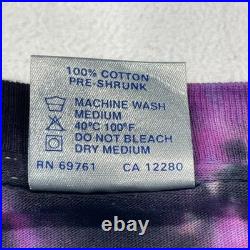 100% COTTON
PRE-SHRUNK
MACHINE WASH
MEDIUM
40°C 100°F
DO NOT BLEACH
DRY MEDIUM
RN 69761 CA 12280